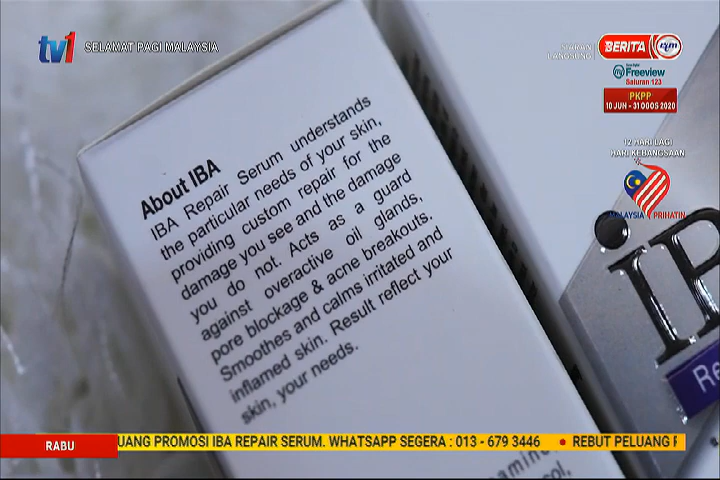 tv1
SELAMAT PAGI MALAYSIA
SIARAN
LANGSUNG
BERITA rtm
Freeview
Saluran 123
PKPP
10 JUN - 31 OGOS 2020
12 HARI LAGI
HARI KEBANGSAAN
MALAYSIA PRIHATIN
About IBA
IBA Repair Serum understands
the particular needs of your skin,
providing custom repair for the
damage you see and the damage
you do not. Acts as a guard
against overactive oil glands,
pore blockage & acne breakouts.
Smoothes and calms irritated and
inflamed skin. Result reflect your
skin, your needs.
RABU
UANG PROMOSI IBA REPAIR SERUM. WHATSAPP SEGERA : 013 - 679 3446 • REBUT PELUANG